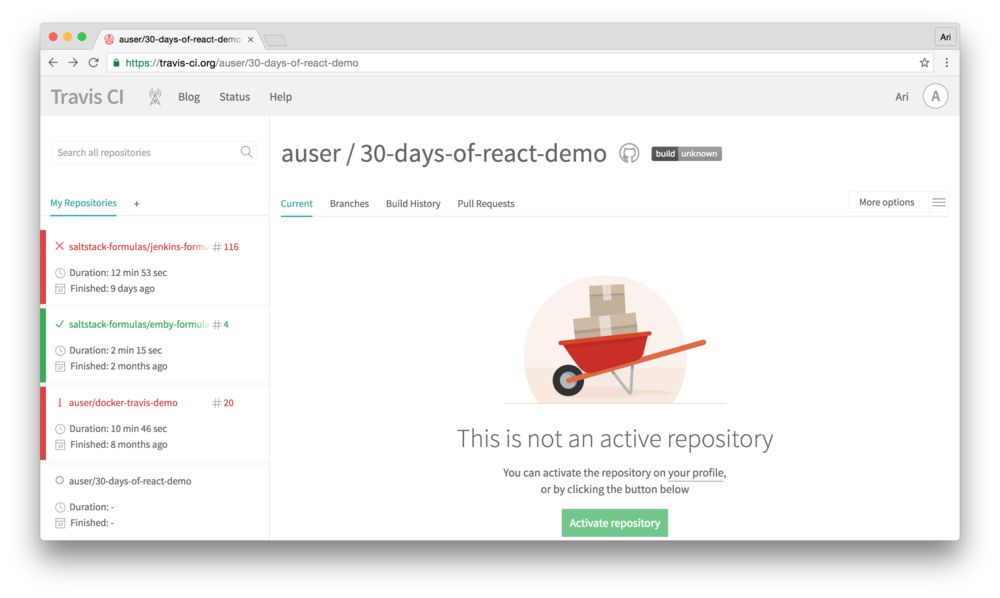 auser/30-days-of-react-demo
Ari
https://travis-ci.org/auser/30-days-of-react-demo
Travis CI Blog Status Help Ari A
Search all repositories
auser / 30-days-of-react-demo build unknown
My Repositories +
Current Branches Build History Pull Requests More options
saltstack-formulas/jenkins-formu # 116
Duration: 12 min 53 sec
Finished: 9 days ago
saltstack-formulas/emby-formula # 4
Duration: 2 min 15 sec
Finished: 2 months ago
! auser/docker-travis-demo # 20
Duration: 10 min 46 sec
Finished: 8 months ago
auser/30-days-of-react-demo
Duration: -
Finished: -
This is not an active repository
You can activate the repository on your profile,
or by clicking the button below
Activate repository